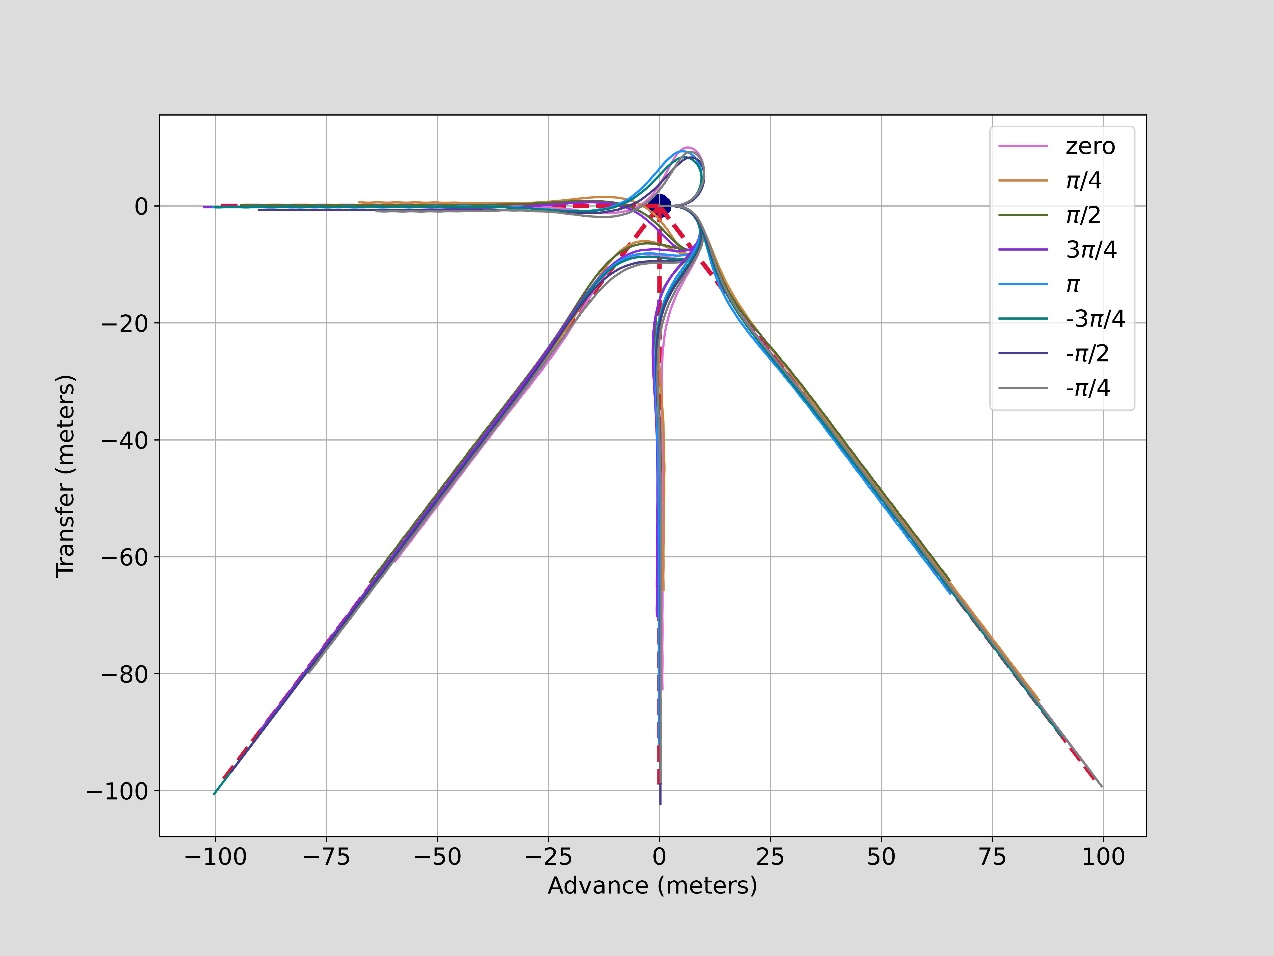 zero
π/4
π/2
3π/4
π
-3π/4
-π/2
-π/4
0
−20
−40
−60
−80
−100
Transfer (meters)
−100 −75 −50 −25 0 25 50 75 100
Advance (meters)